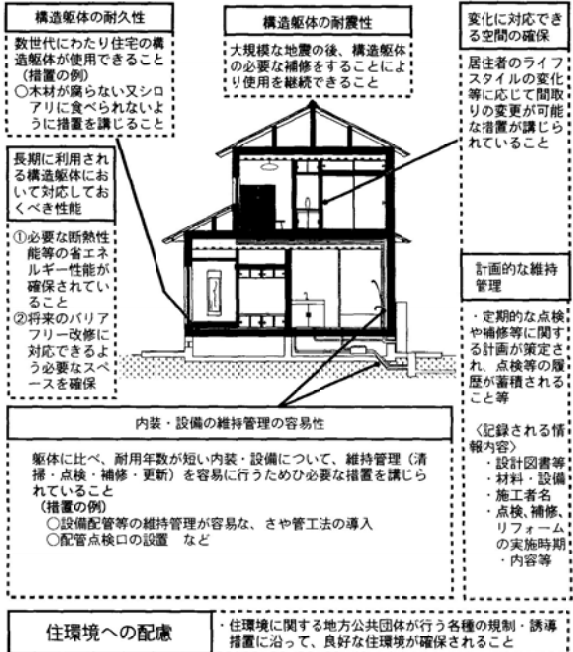 構造躯体の耐久性
数世代にわたり住宅の構
造躯体が使用できること
(措置の例)
○木材が腐らない又シロ
アリに食べられないよ
うに措置を講じること
構造躯体の耐震性
大規模な地震の後、構造躯体
の必要な補修をすることによ
り使用を継続できること
変化に対応でき
る空間の確保
居住者のライフ
スタイルの変化
等に応じて間取
りの変更が可能
な措置が講じら
れていること
長期に利用され
る構造躯体にお
いて対応してお
くべき性能
①必要な断熱性
能等の省エネ
ルギー性能が
確保されてい
ること
②将来のバリア
フリー改修に
対応できるよ
う必要なスペ
ースを確保
計画的な維持
管理
・定期的な点検
や補修等に関す
る計画が策定さ
れ、点検等の履
歴が蓄積される
こと等
〈記録される情
報内容〉
・設計図書等
・材料・設備
・施工者名
・点検、補修、
リフォーム
の実施時期
・内容等
内装・設備の維持管理の容易性
躯体に比べ、耐用年数が短い内装・設備について、維持管理(清
掃・点検・補修・更新)を容易に行うためひ必要な措置を講じら
れていること
(措置の例)
○設備配管等の維持管理が容易な、さや管工法の導入
○配管点検口の設置 など
住環境への配慮
・住環境に関する地方公共団体が行う各種の規制・誘導
措置に沿って、良好な住環境が確保されること